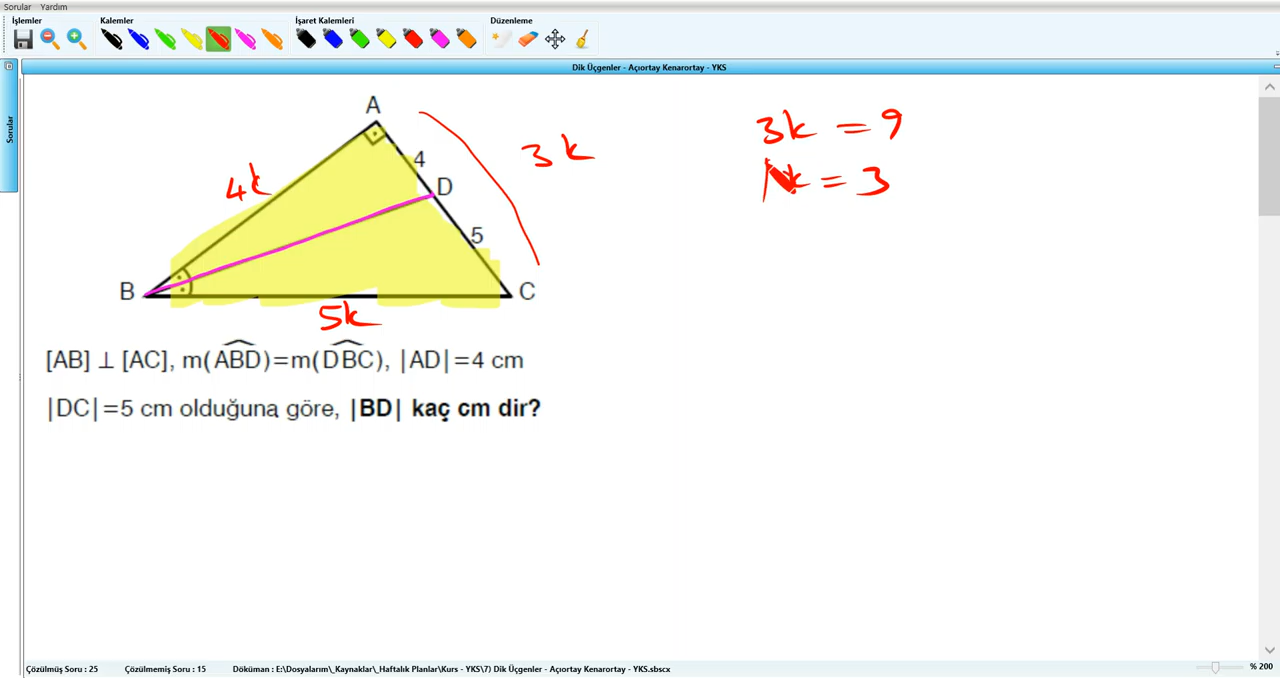 Sorular Yardım
İşlemler Kalemler İşaret Kalemleri Düzenleme
Dik Üçgenler - Açıortay Kenarortay - YKS
Sorular
A
4
D
5
B
C
4k
3k
5k
3k = 9
k = 3
[AB] ⊥ [AC], m(ABD)=m(DBC), |AD|=4 cm
|DC|=5 cm olduğuna göre, |BD| kaç cm dir?
Çözülmüş Soru : 25 Çözülmemiş Soru : 15 Döküman : E:\Dosyalarım\_Kaynaklar\_Haftalık Planlar\Kurs - YKS\7) Dik Üçgenler - Açıortay Kenarortay - YKS.sbscx % 200